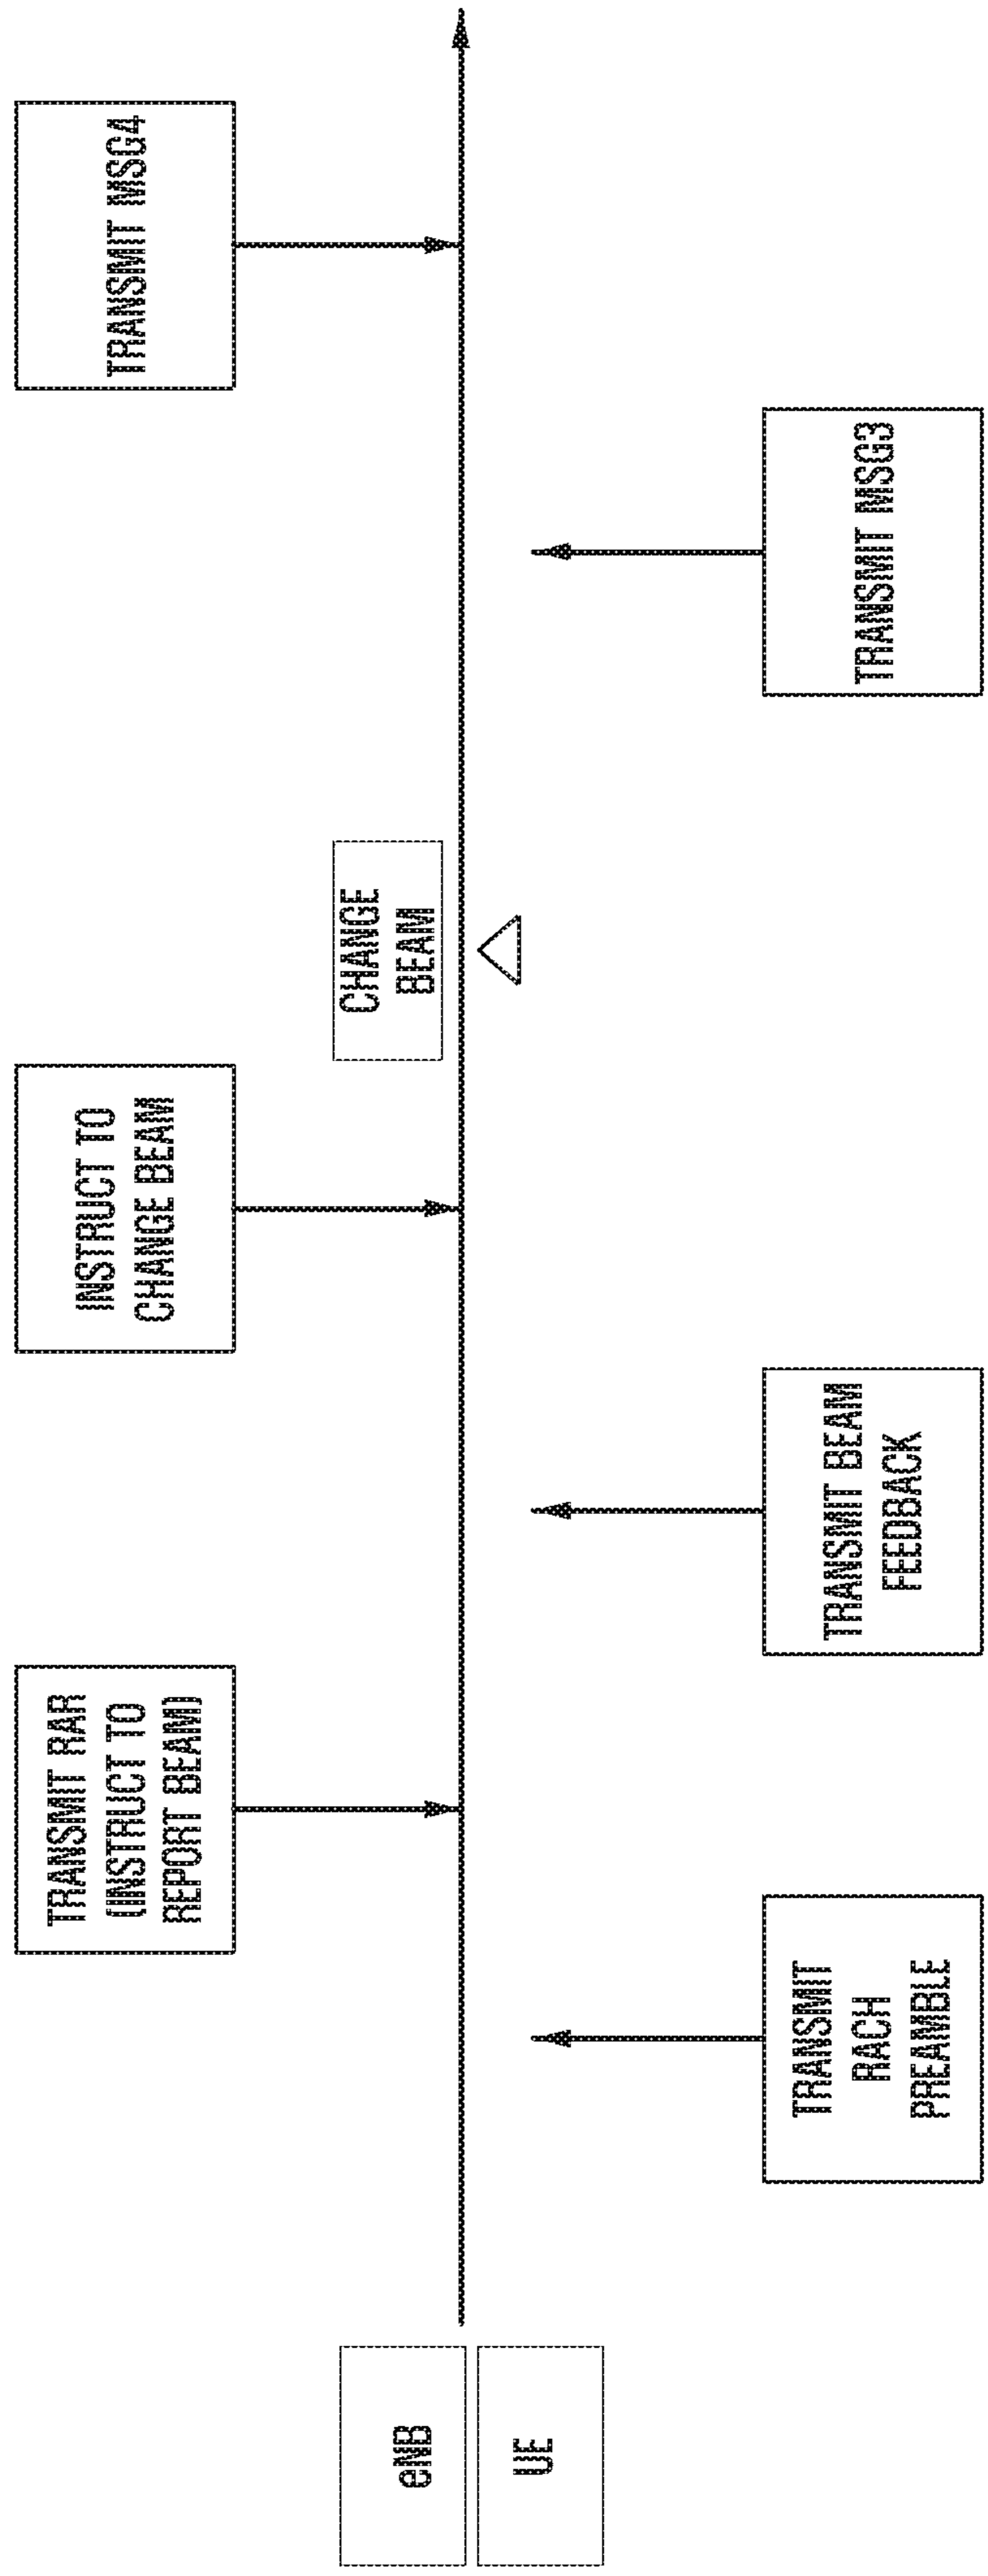 eNB
UE
TRANSMIT
RACH
PREAMBLE
TRANSMIT RAR
(INSTRUCT TO
REPORT BEAM)
TRANSMIT BEAM
FEEDBACK
INSTRUCT TO
CHANGE BEAM
CHANGE
BEAM
TRANSMIT MSG3
TRANSMIT MSG4